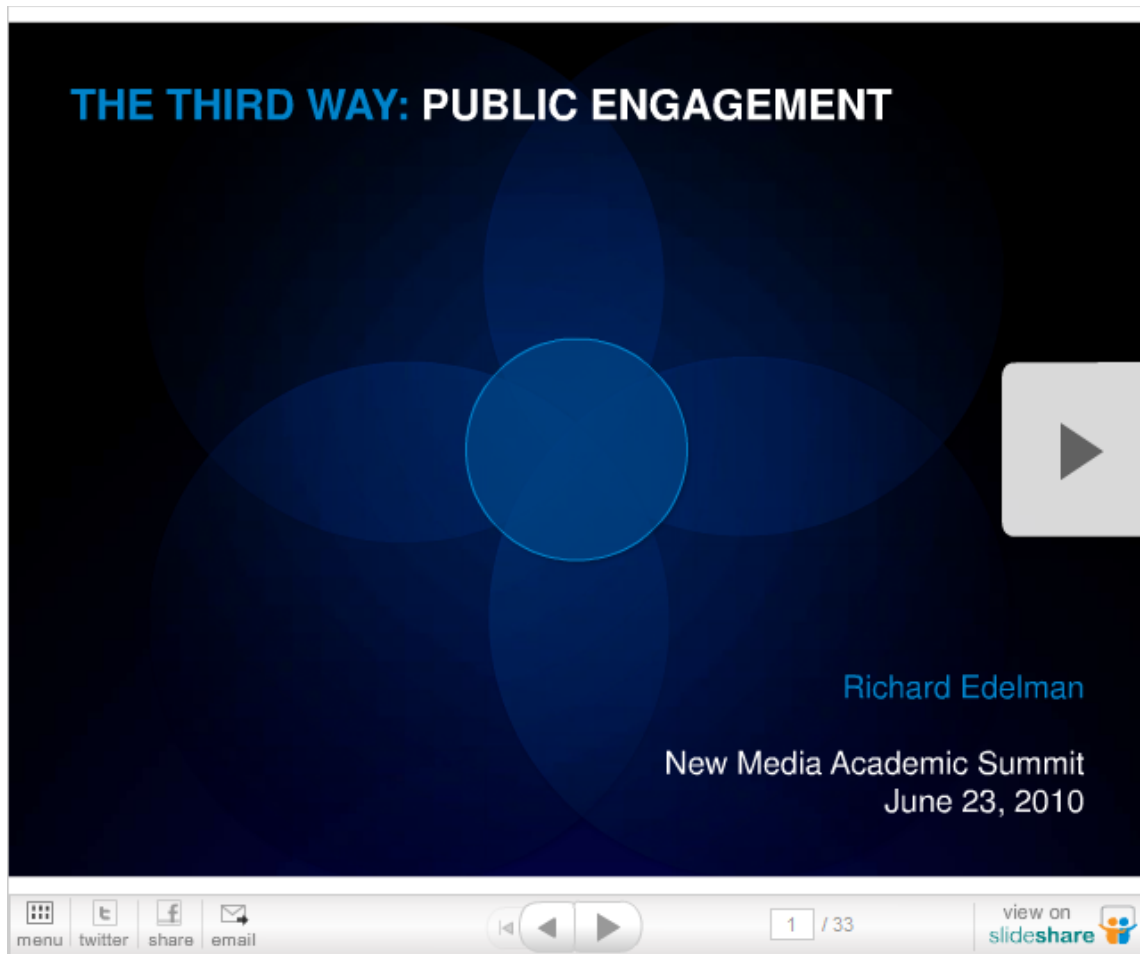 THE THIRD WAY: PUBLIC ENGAGEMENT
Richard Edelman
New Media Academic Summit
June 23, 2010
menu twitter share email
1 / 33
view on
slideshare